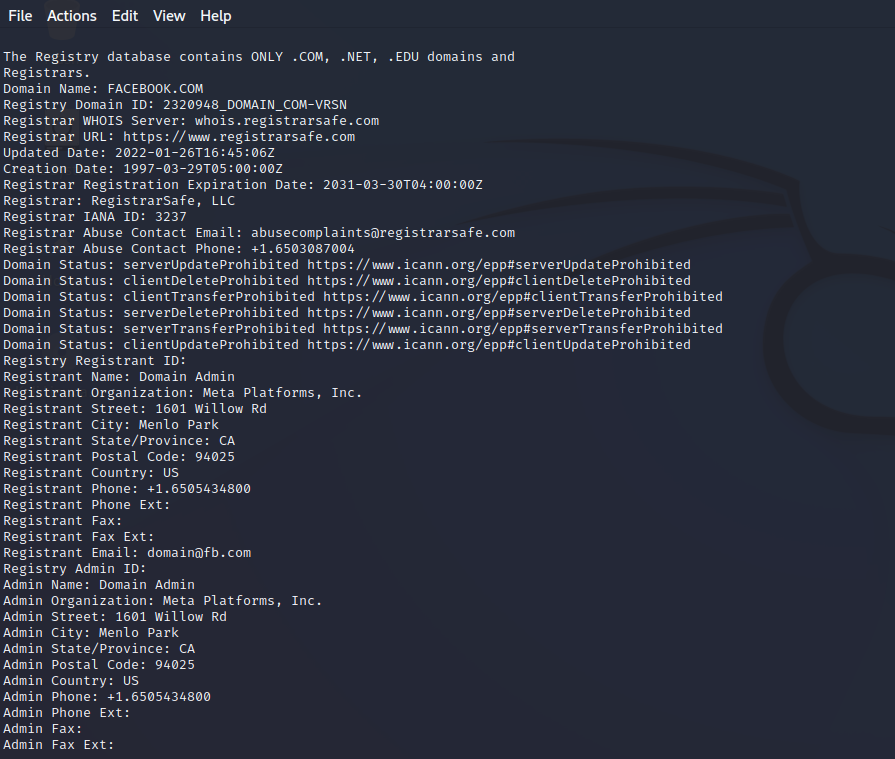 File Actions Edit View Help
The Registry database contains ONLY .COM, .NET, .EDU domains and
Registrars.
Domain Name: FACEBOOK.COM
Registry Domain ID: 2320948_DOMAIN_COM-VRSN
Registrar WHOIS Server: whois.registrarsafe.com
Registrar URL: https://www.registrarsafe.com
Updated Date: 2022-01-26T16:45:06Z
Creation Date: 1997-03-29T05:00:00Z
Registrar Registration Expiration Date: 2031-03-30T04:00:00Z
Registrar: RegistrarSafe, LLC
Registrar IANA ID: 3237
Registrar Abuse Contact Email: abusecomplaints@registrarsafe.com
Registrar Abuse Contact Phone: +1.6503087004
Domain Status: serverUpdateProhibited https://www.icann.org/epp#serverUpdateProhibited
Domain Status: clientDeleteProhibited https://www.icann.org/epp#clientDeleteProhibited
Domain Status: clientTransferProhibited https://www.icann.org/epp#clientTransferProhibited
Domain Status: serverDeleteProhibited https://www.icann.org/epp#serverDeleteProhibited
Domain Status: serverTransferProhibited https://www.icann.org/epp#serverTransferProhibited
Domain Status: clientUpdateProhibited https://www.icann.org/epp#clientUpdateProhibited
Registry Registrant ID:
Registrant Name: Domain Admin
Registrant Organization: Meta Platforms, Inc.
Registrant Street: 1601 Willow Rd
Registrant City: Menlo Park
Registrant State/Province: CA
Registrant Postal Code: 94025
Registrant Country: US
Registrant Phone: +1.6505434800
Registrant Phone Ext:
Registrant Fax:
Registrant Fax Ext:
Registrant Email: domain@fb.com
Registry Admin ID:
Admin Name: Domain Admin
Admin Organization: Meta Platforms, Inc.
Admin Street: 1601 Willow Rd
Admin City: Menlo Park
Admin State/Province: CA
Admin Postal Code: 94025
Admin Country: US
Admin Phone: +1.6505434800
Admin Phone Ext:
Admin Fax:
Admin Fax Ext: